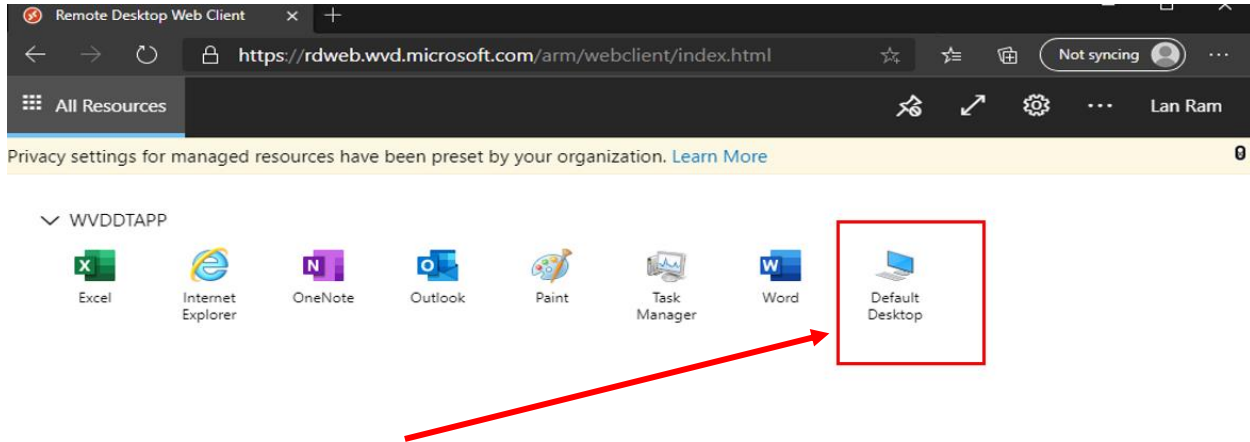 Remote Desktop Web Client
https://rdweb.wvd.microsoft.com/arm/webclient/index.html
Not syncing
All Resources
Lan Ram
Privacy settings for managed resources have been preset by your organization. Learn More
WVDDTAPP
Excel
Internet
Explorer
OneNote
Outlook
Paint
Task
Manager
Word
Default
Desktop